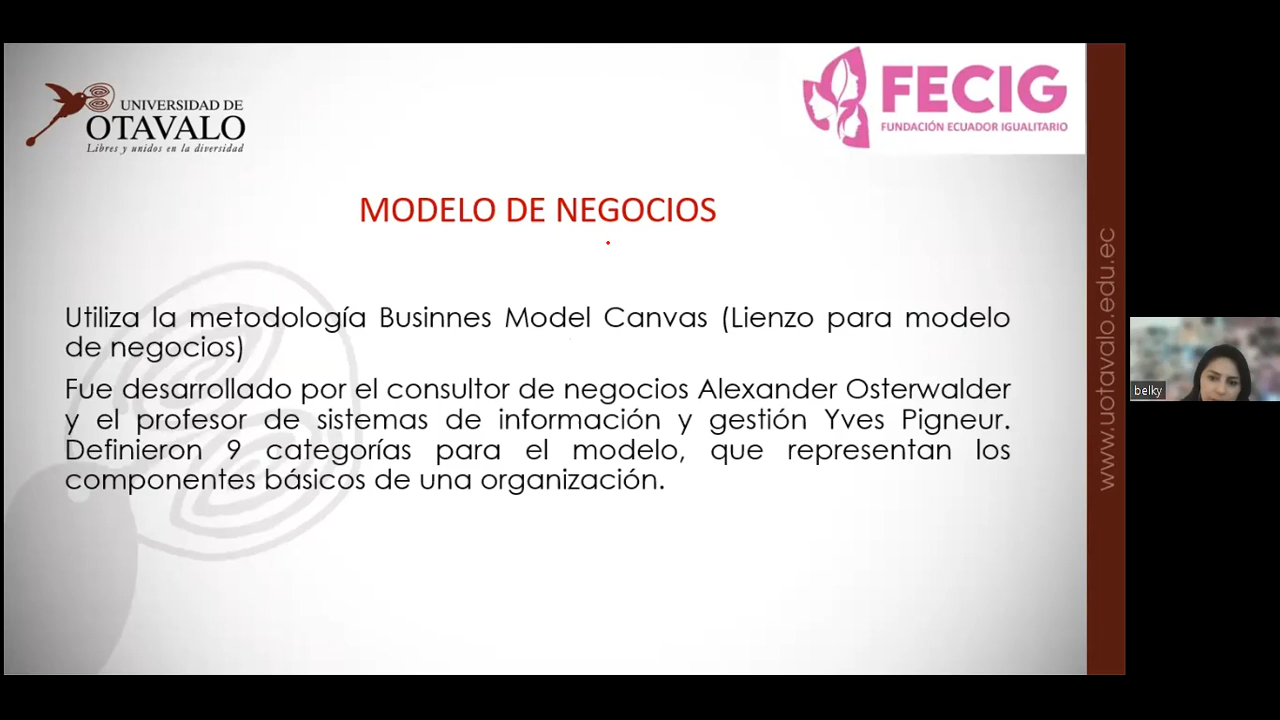 UNIVERSIDAD DE
OTAVALO
Libres y unidos en la diversidad
FECIG
FUNDACIÓN ECUADOR IGUALITARIO
MODELO DE NEGOCIOS
Utiliza la metodología Businnes Model Canvas (Lienzo para modelo
de negocios)
Fue desarrollado por el consultor de negocios Alexander Osterwalder
y el profesor de sistemas de información y gestión Yves Pigneur.
Definieron 9 categorías para el modelo, que representan los
componentes básicos de una organización.
www.uotavalo.edu.ec
belky